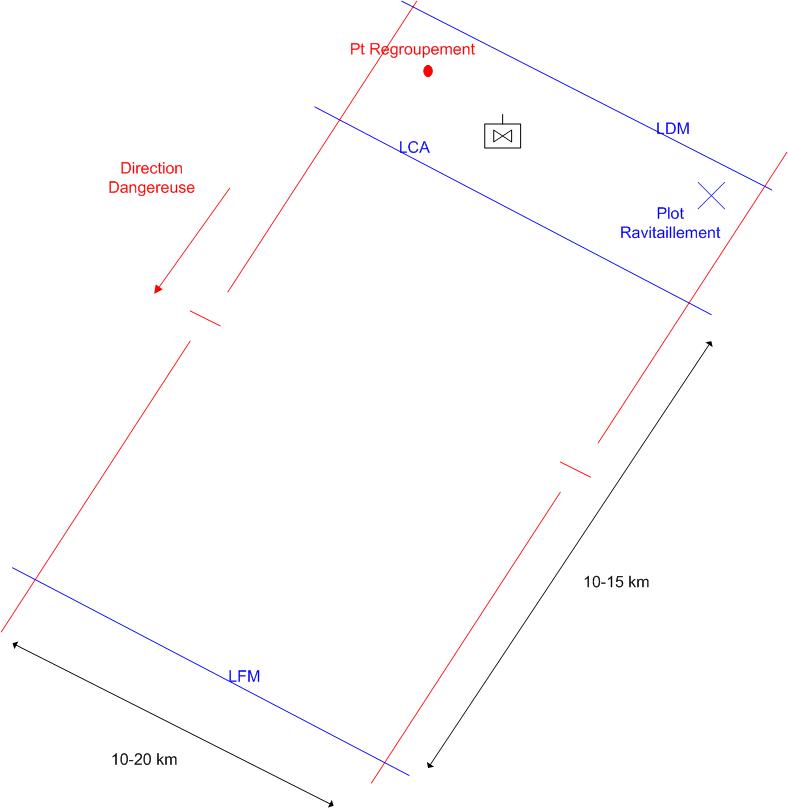 Pt Regroupement
LDM
LCA
Direction
Dangereuse
Plot
Ravitaillement
10-15 km
LFM
10-20 km